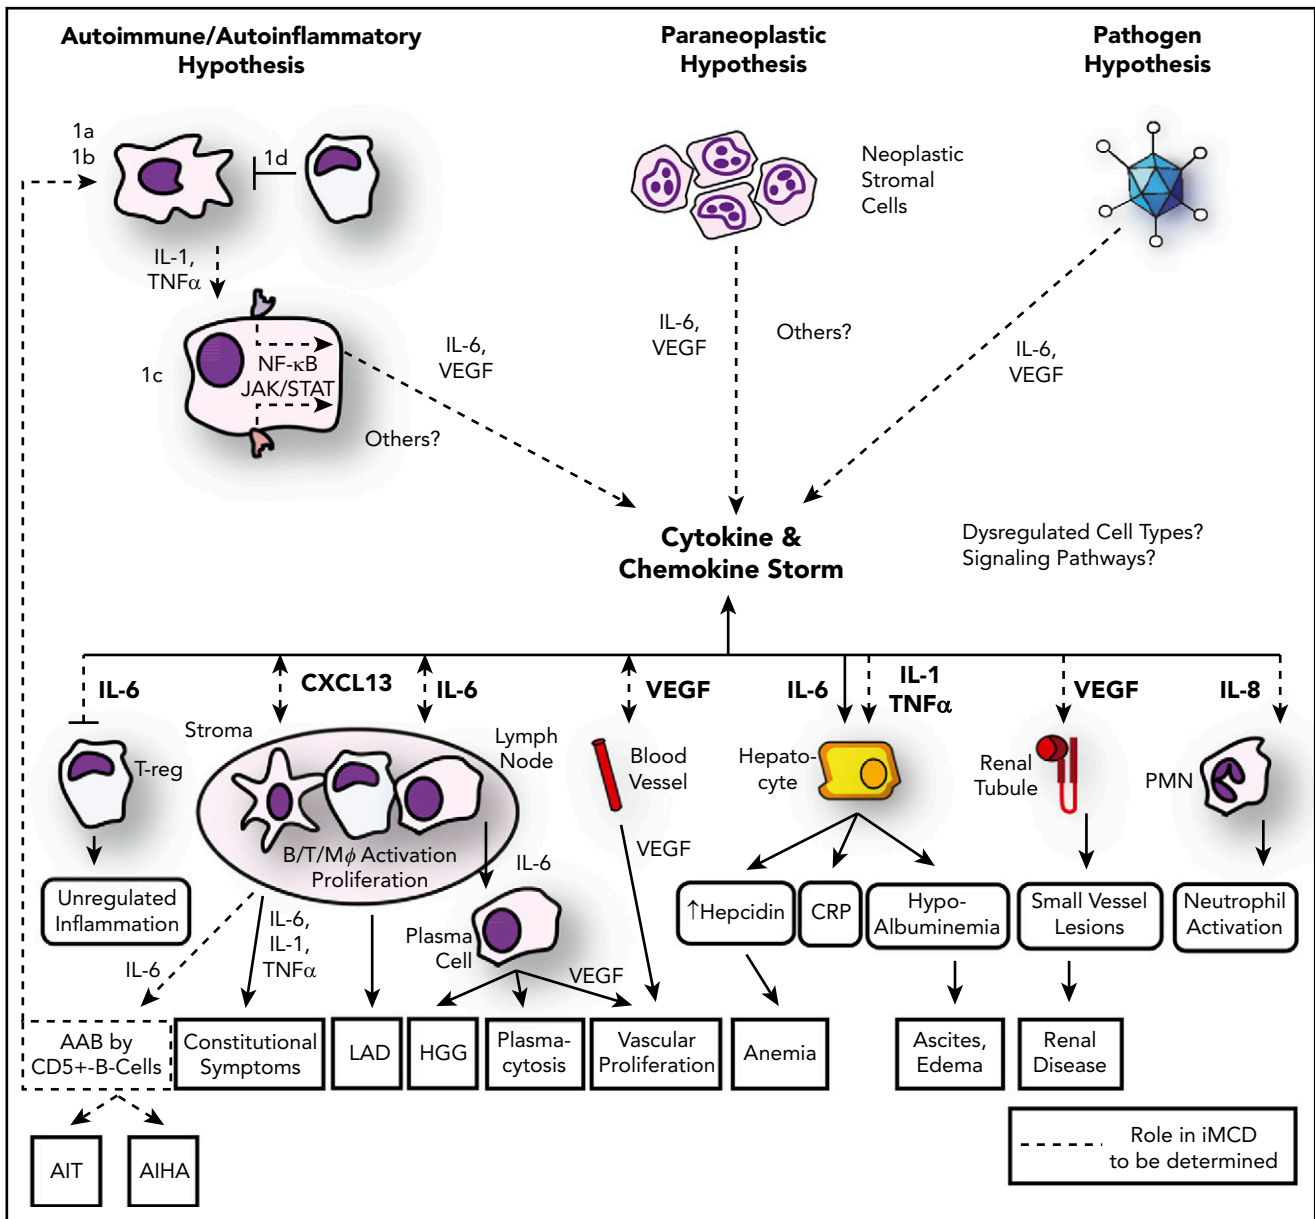 Autoimmune/Autoinflammatory
Hypothesis
Paraneoplastic
Hypothesis
Pathogen
Hypothesis
1a
1b
1d
Neoplastic
Stromal
Cells
IL-1,
TNFα
1c
NF-κB
JAK/STAT
Others?
IL-6,
VEGF
IL-6,
VEGF
Others?
IL-6,
VEGF
Cytokine &
Chemokine Storm
Dysregulated Cell Types?
Signaling Pathways?
IL-6
CXCL13
IL-6
VEGF
IL-6
IL-1
TNFα
VEGF
IL-8
T-reg
Stroma
Lymph
Node
Blood
Vessel
Hepato-
cyte
Renal
Tubule
PMN
B/T/Mϕ Activation
Proliferation
IL-6
VEGF
Unregulated
Inflammation
IL-6,
IL-1,
TNFα
Plasma
Cell
↑Hepcidin
CRP
Hypo-
Albuminemia
Small Vessel
Lesions
Neutrophil
Activation
IL-6
VEGF
AAB by
CD5+-B-Cells
Constitutional
Symptoms
LAD
HGG
Plasma-
cytosis
Vascular
Proliferation
Anemia
Ascites,
Edema
Renal
Disease
AIT
AIHA
Role in iMCD
to be determined